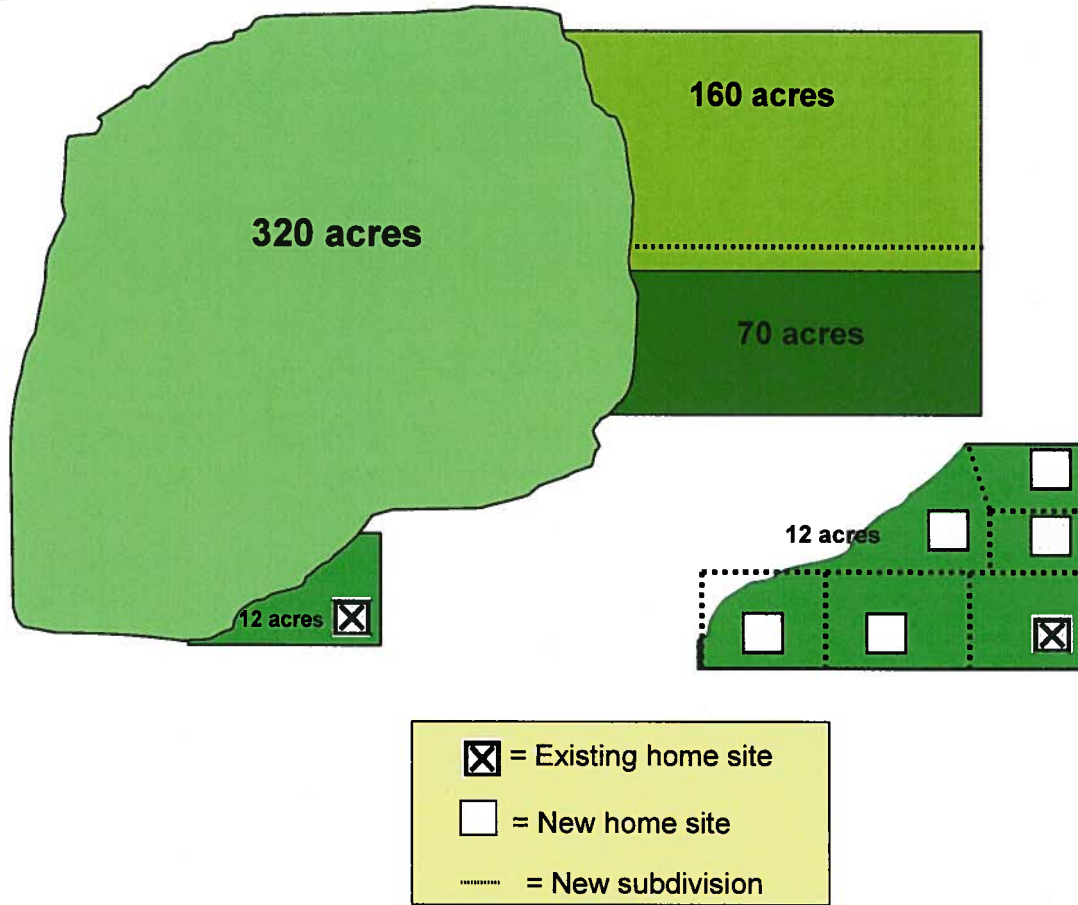 160 acres
320 acres
70 acres
12 acres
12 acres
= Existing home site
= New home site
= New subdivision